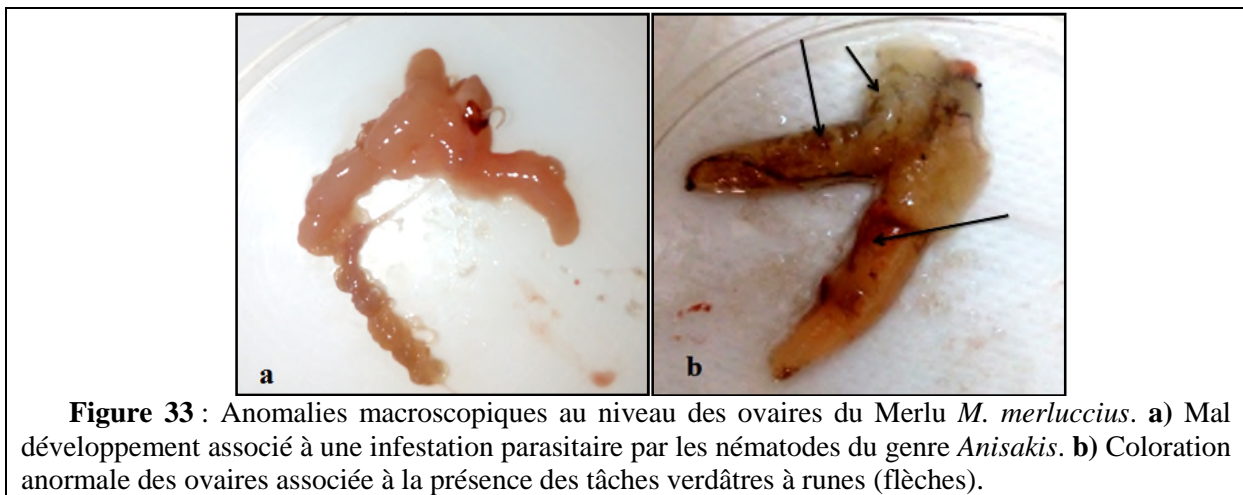 a
b
Figure 33 : Anomalies macroscopiques au niveau des ovaires du Merlu M. merluccius. a) Mal
développement associé à une infestation parasitaire par les nématodes du genre Anisakis. b) Coloration
anormale des ovaires associée à la présence des tâches verdâtres à runes (flèches).